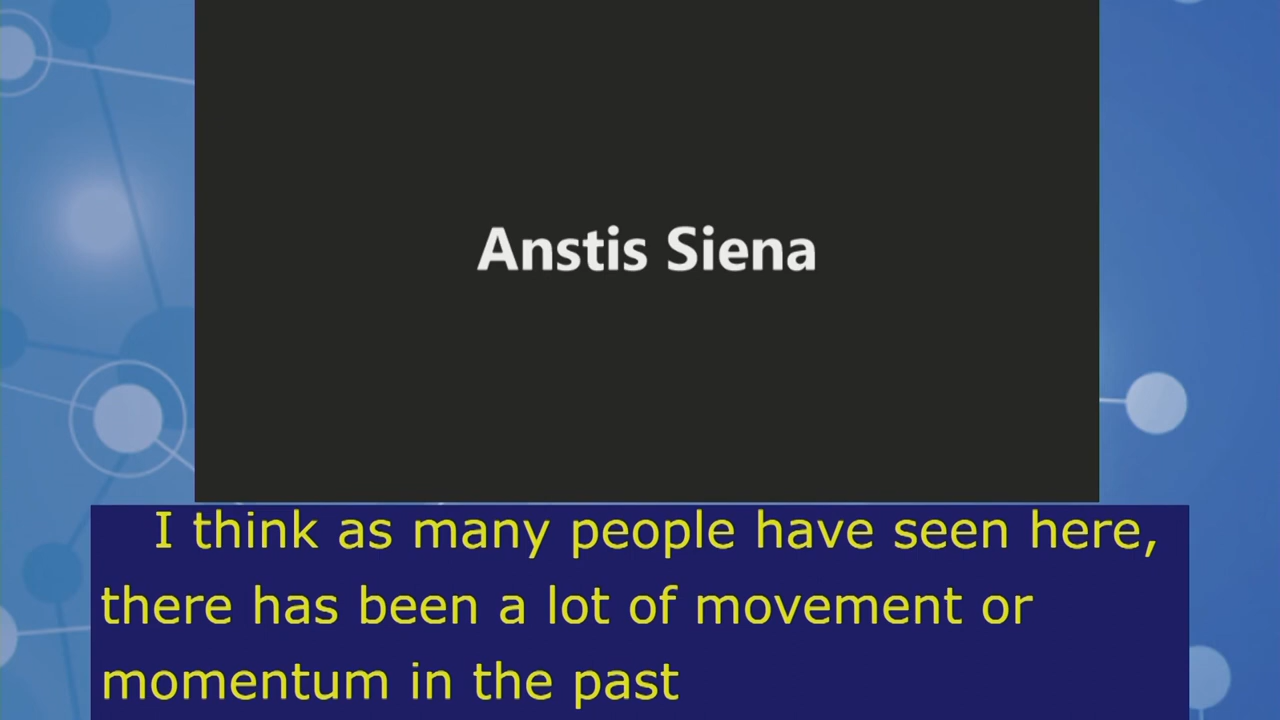 Anstis Siena
I think as many people have seen here,
there has been a lot of movement or
momentum in the past